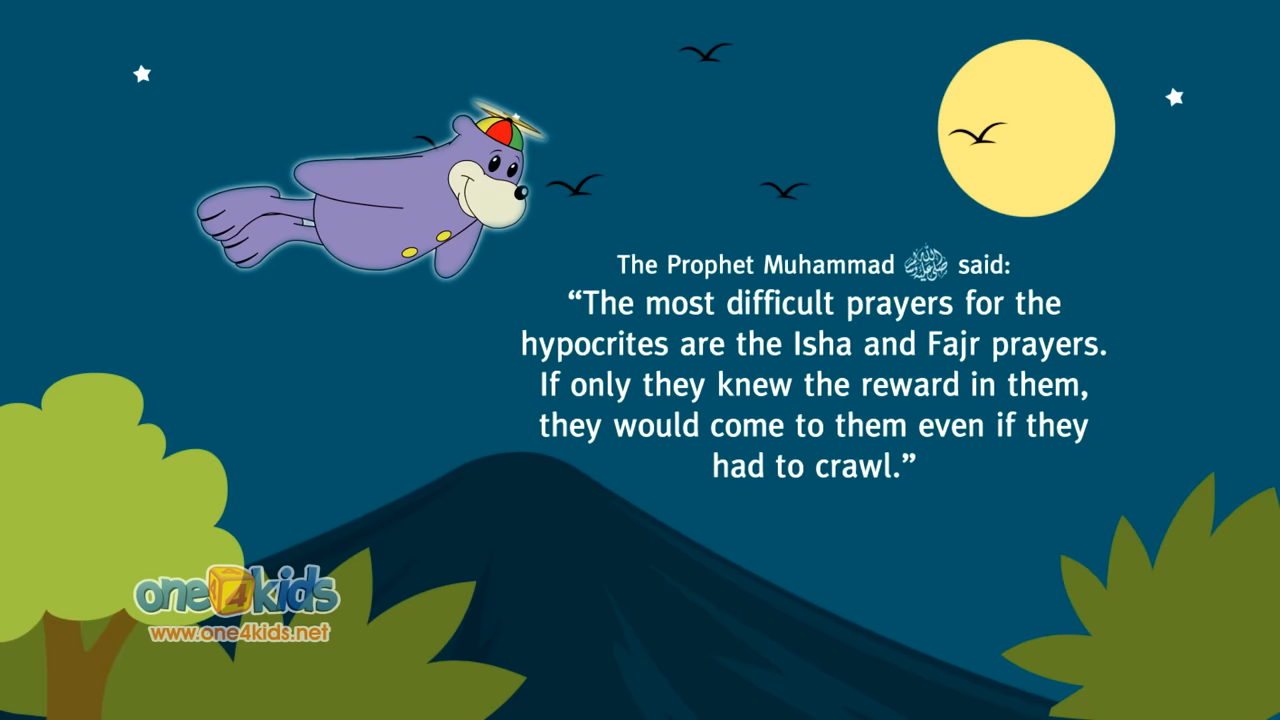 The Prophet Muhammad ﷺ said:
“The most difficult prayers for the
hypocrites are the Isha and Fajr prayers.
If only they knew the reward in them,
they would come to them even if they
had to crawl.”
one4kids
www.one4kids.net